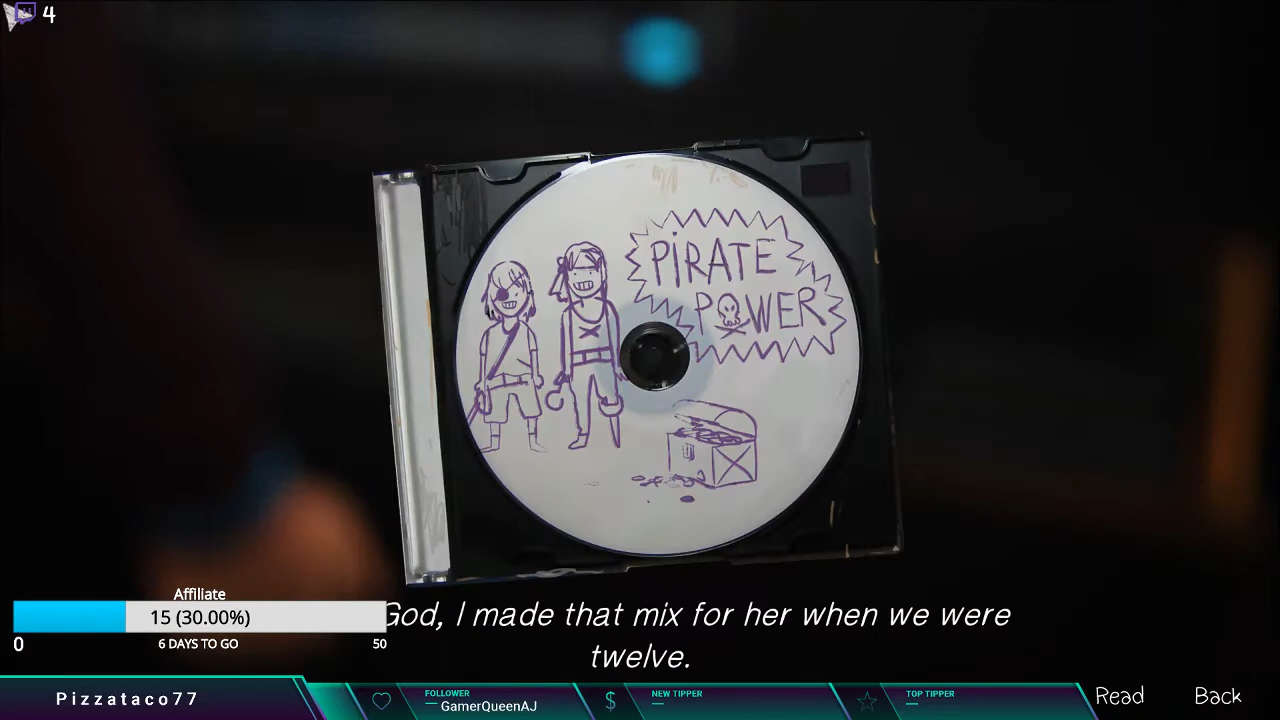 4
PiRATE
POWER
Affiliate
15 (30.00%)
0
6 DAYS TO GO
50
God, I made that mix for her when we were
twelve.
Pizzataco77
FOLLOWER
GamerQueenAJ
NEW TIPPER
TOP TIPPER
Read
Back